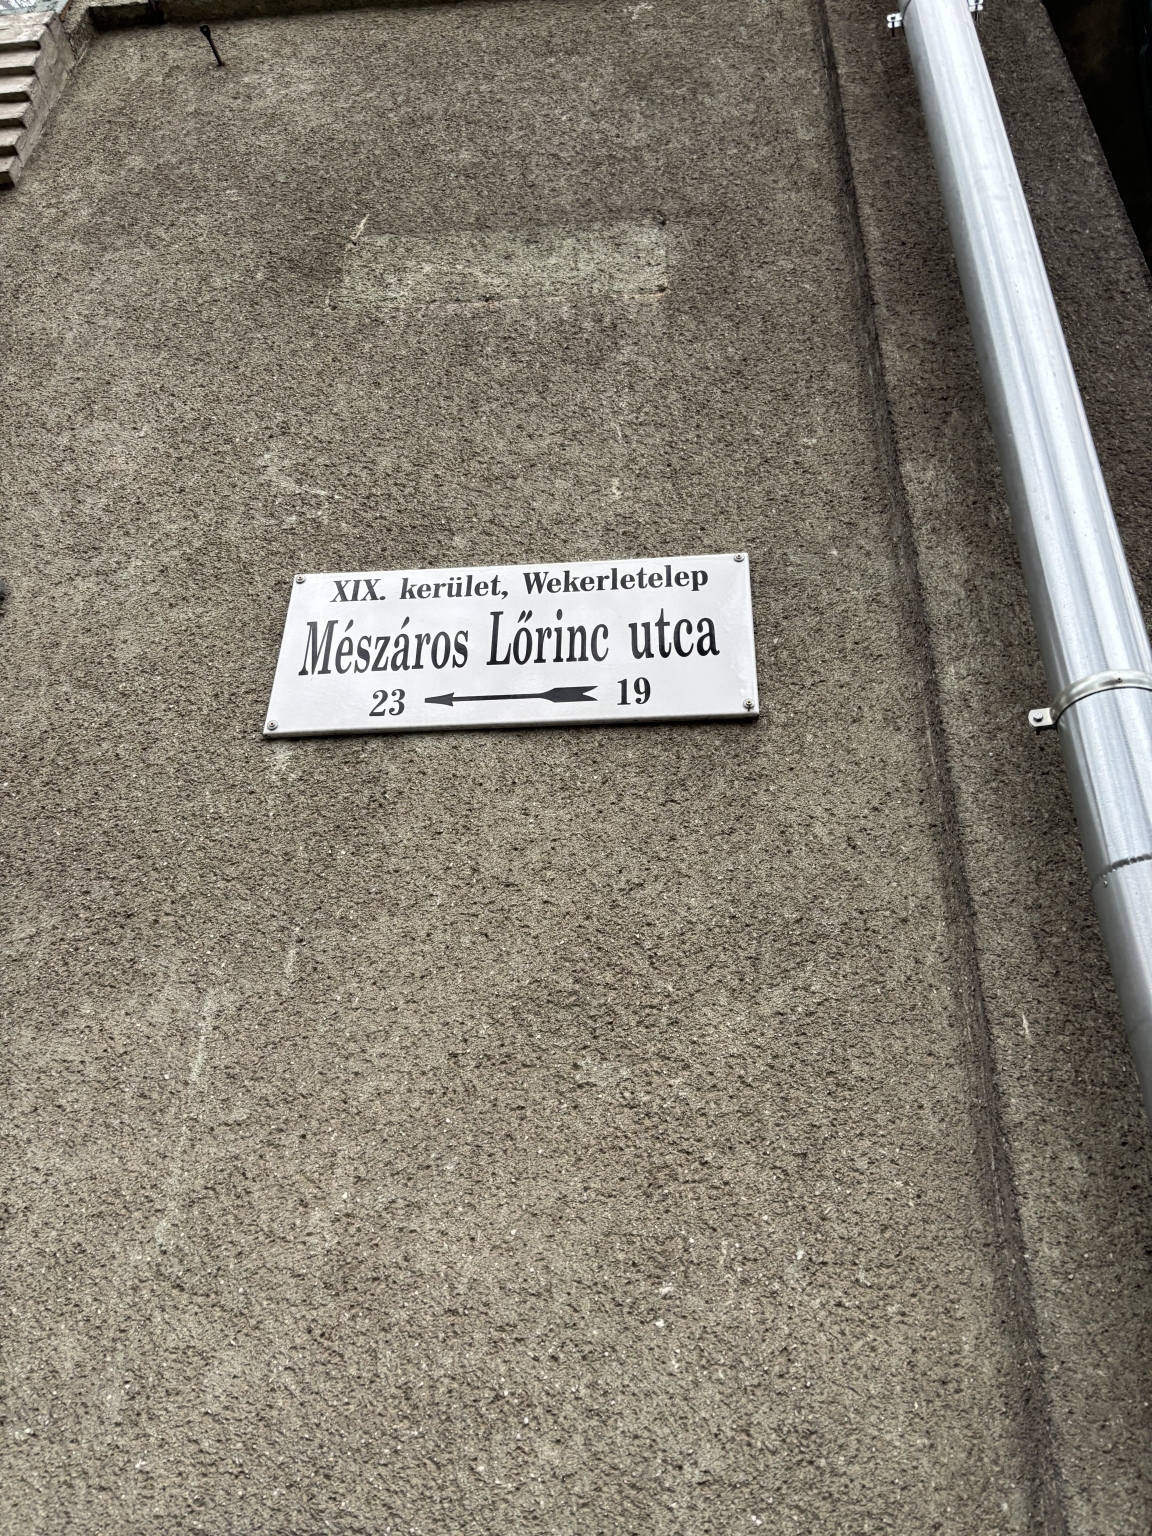 XIX. kerület, Wekerletelep
Mészáros Lőrinc utca
23 19